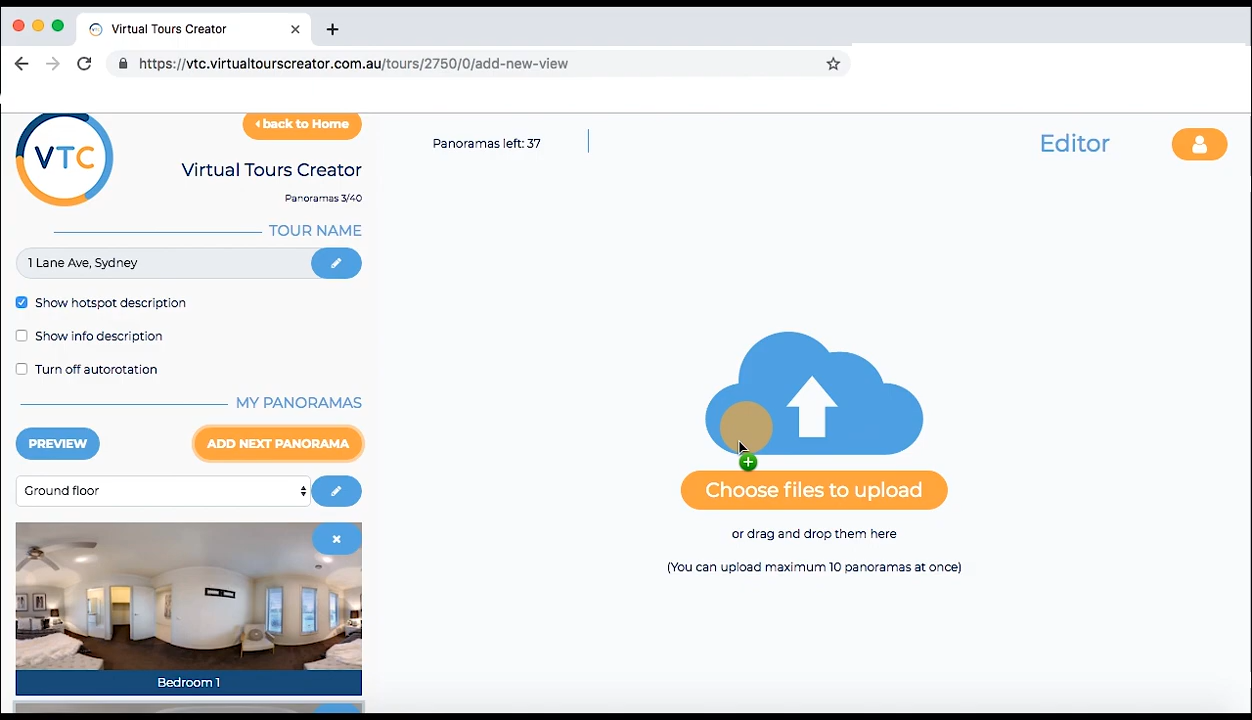 Virtual Tours Creator
https://vtc.virtualtourscreator.com.au/tours/2750/0/add-new-view
VTC
back to Home
Virtual Tours Creator
Panoramas 3/40
TOUR NAME
1 Lane Ave, Sydney
Show hotspot description
Show info description
Turn off autorotation
MY PANORAMAS
PREVIEW
ADD NEXT PANORAMA
Ground floor
Bedroom 1
Panoramas left: 37
Editor
Choose files to upload
or drag and drop them here
(You can upload maximum 10 panoramas at once)